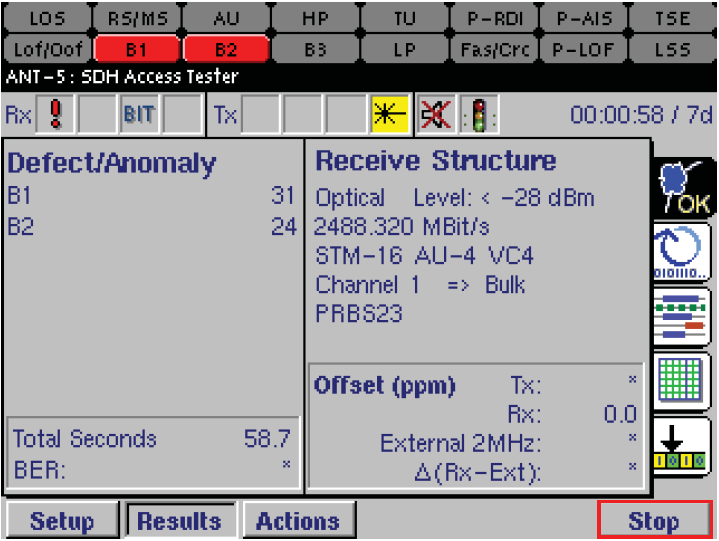 LOS RS/MS AU HP TU P-RDI P-AIS TSE
Lof/Oof B1 B2 B3 LP Fas/Crc P-LOF LSS
ANT-5: SDH Access Tester
Rx BIT Tx 00:00:58 / 7d
Defect/Anomaly
B1 31
B2 24
Total Seconds 58.7
BER: *
Receive Structure
Optical Level: < -28 dBm
2488.320 MBit/s
STM-16 AU-4 VC4
Channel 1 => Bulk
PRBS23
Offset (ppm) Tx: *
Rx: 0.0
External 2MHz: *
Δ(Rx-Ext): *
OK
010110..
1010
Setup Results Actions Stop